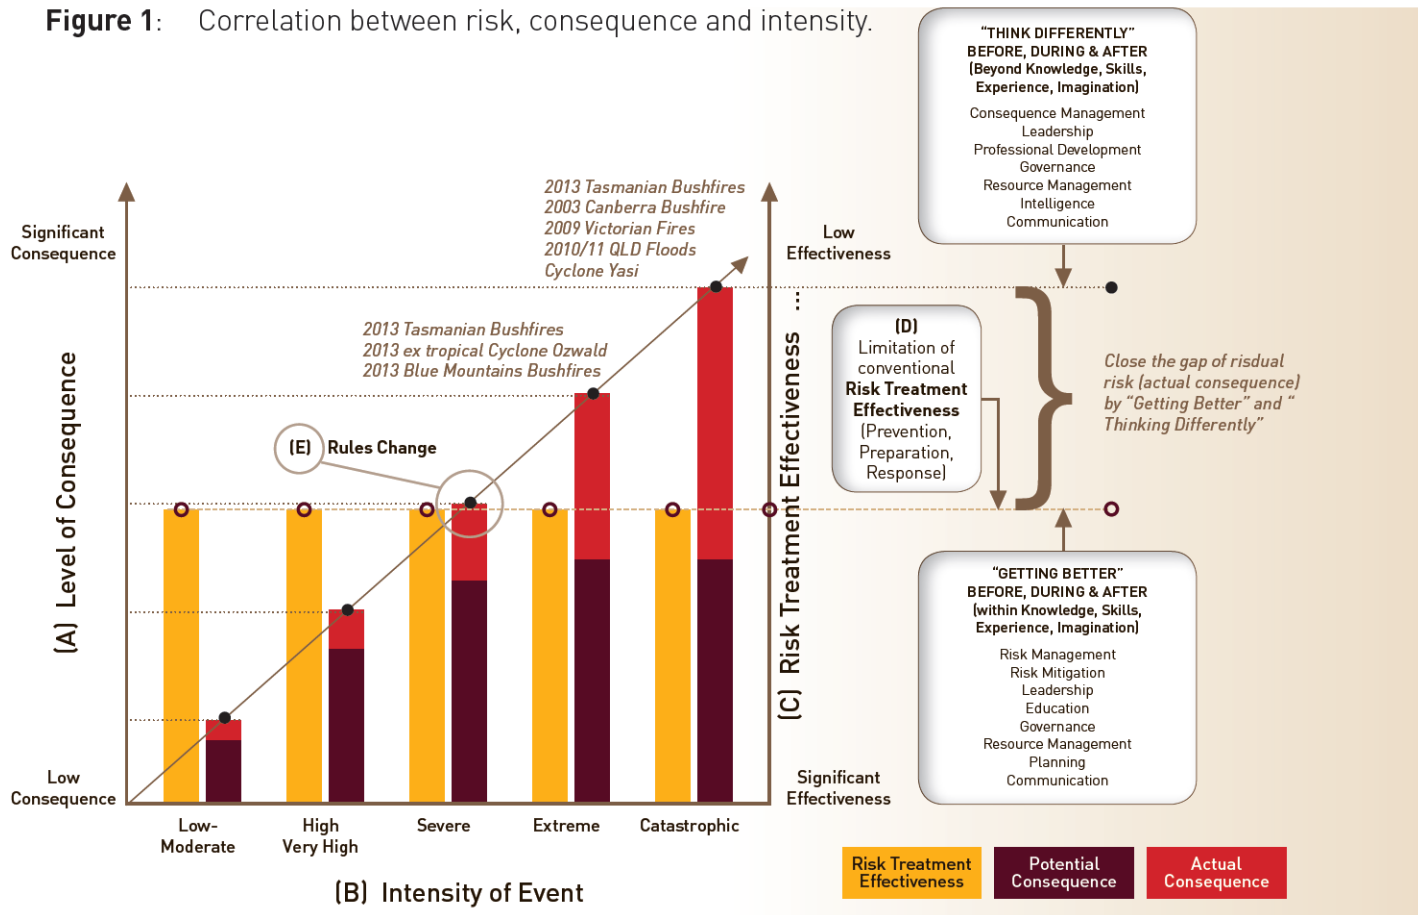 Figure 1: Correlation between risk, consequence and intensity.
“THINK DIFFERENTLY”
BEFORE, DURING & AFTER
(Beyond Knowledge, Skills,
Experience, Imagination)
Consequence Management
Leadership
Professional Development
Governance
Resource Management
Intelligence
Communication
Significant
Consequence
2013 Tasmanian Bushfires
2003 Canberra Bushfire
2009 Victorian Fires
2010/11 QLD Floods
Cyclone Yasi
Low
Effectiveness
2013 Tasmanian Bushfires
2013 ex tropical Cyclone Ozwald
2013 Blue Mountains Bushfires
(E) Rules Change
(A) Level of Consequence
(C) Risk Treatment Effectiveness ...
(D)
Limitation of
conventional
Risk Treatment
Effectiveness
(Prevention,
Preparation,
Response)
Close the gap of risdual
risk (actual consequence)
by “Getting Better” and “
Thinking Differently”
“GETTING BETTER”
BEFORE, DURING & AFTER
(within Knowledge, Skills,
Experience, Imagination)
Risk Management
Risk Mitigation
Leadership
Education
Governance
Resource Management
Planning
Communication
Low
Consequence
Significant
Effectiveness
Low-
Moderate
High
Very High
Severe
Extreme
Catastrophic
(B) Intensity of Event
Risk Treatment
Effectiveness
Potential
Consequence
Actual
Consequence